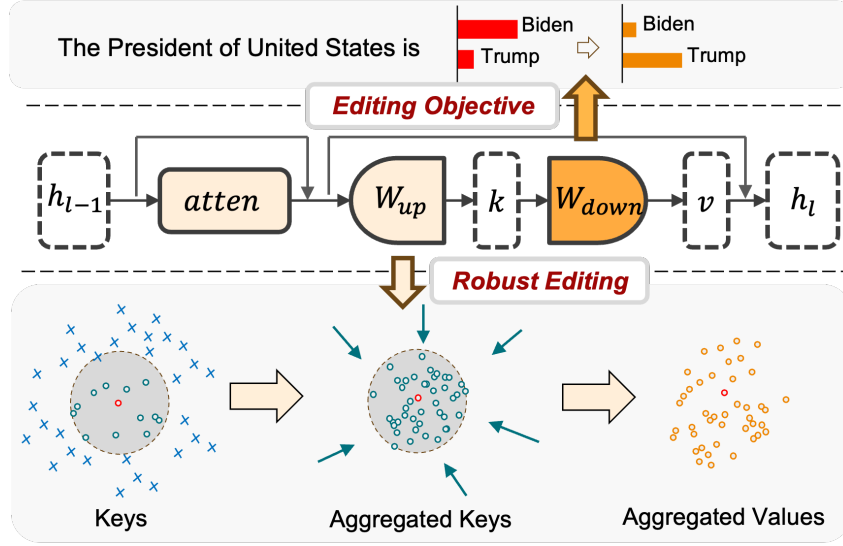 The President of United States is
Biden
Trump
Biden
Trump
Editing Objective
h_{l-1}
atten
W_{up}
k
W_{down}
v
h_l
Robust Editing
Keys
Aggregated Keys
Aggregated Values